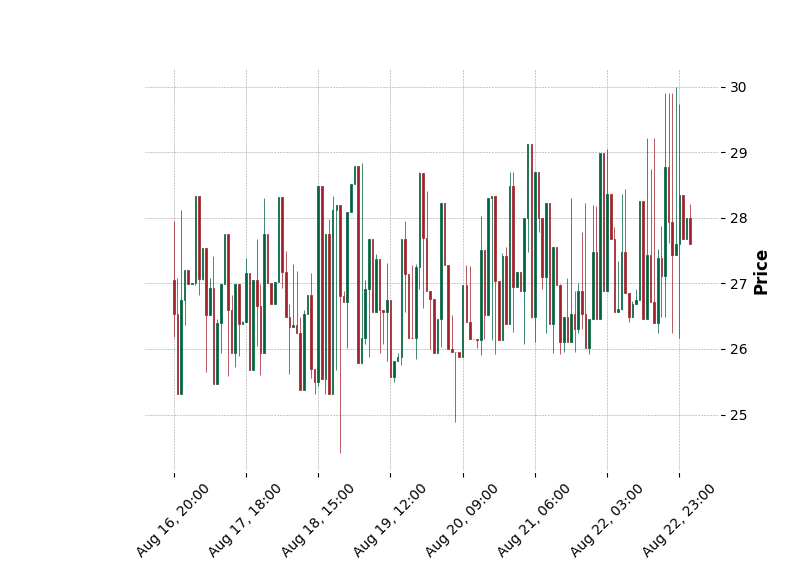 30
29
28
27
26
25
Price
Aug 16, 20:00
Aug 17, 18:00
Aug 18, 15:00
Aug 19, 12:00
Aug 20, 09:00
Aug 21, 06:00
Aug 22, 03:00
Aug 22, 23:00